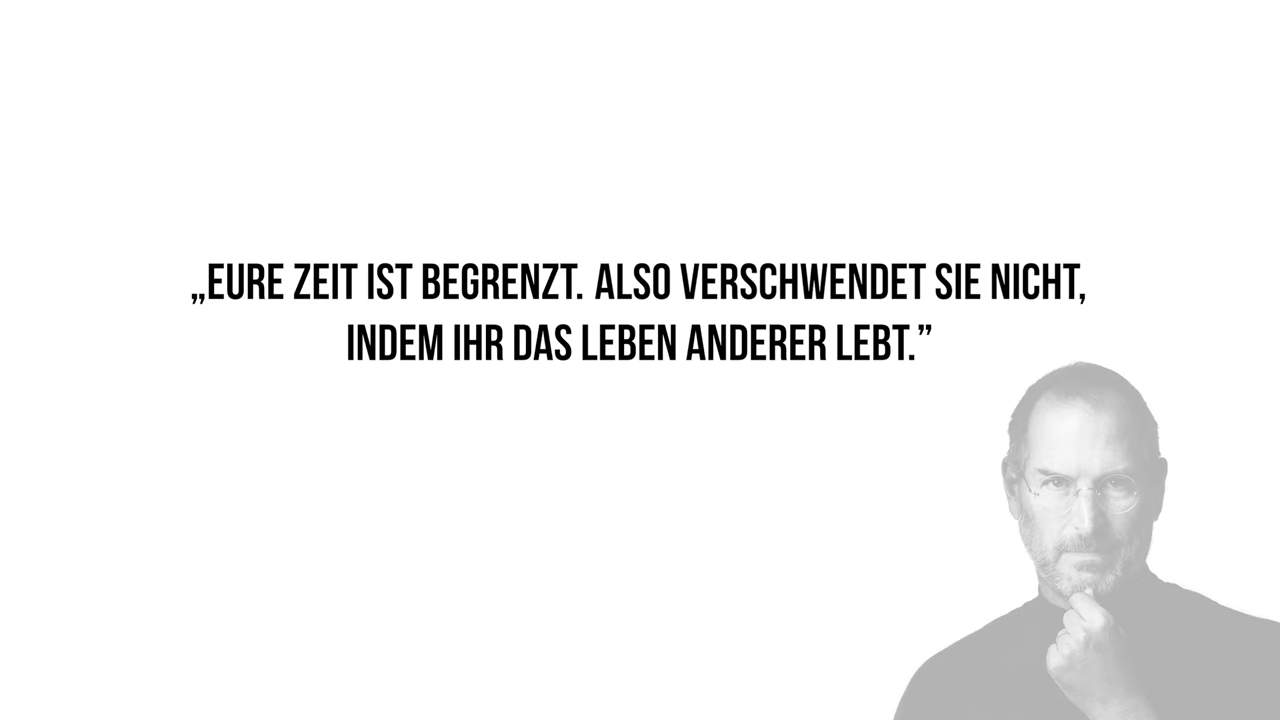 „EURE ZEIT IST BEGRENZT. ALSO VERSCHWENDET SIE NICHT,
INDEM IHR DAS LEBEN ANDERER LEBT.”